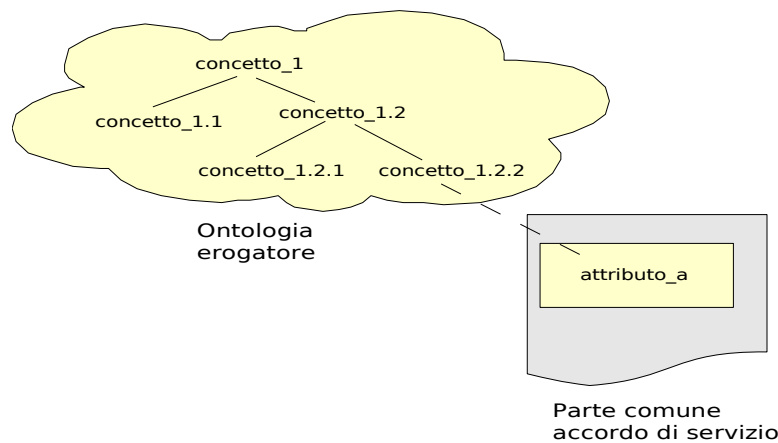 concetto_1
concetto_1.1
concetto_1.2
concetto_1.2.1
concetto_1.2.2
Ontologia
erogatore
attributo_a
Parte comune
accordo di servizio